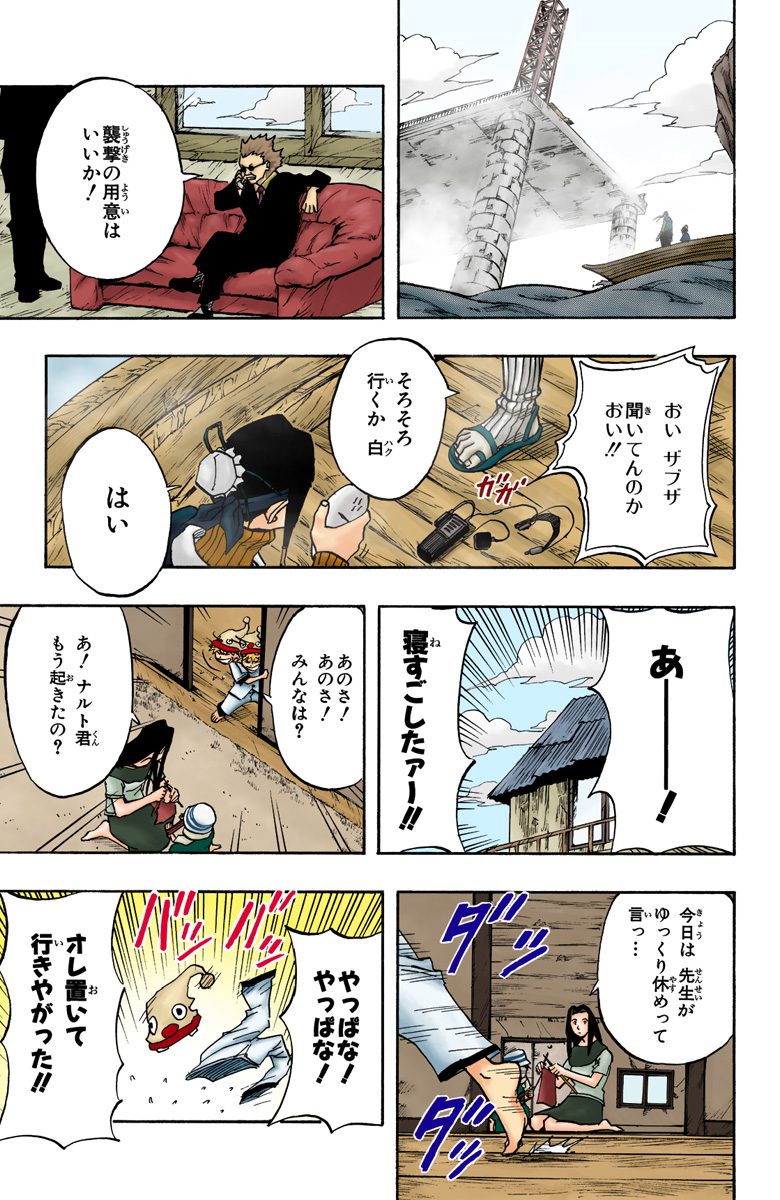 襲撃の用意は
いいか！
おい ザブザ
聞いてんのか
おい！！
ガガ
そろそろ
行くか 白
はい
あーーー！
寝すごしたァー！！
あのさ！
あのさ！
みんなは？
あ！ナルト君
もう起きたの？
今日は 先生が
ゆっくり休めって
言っ…
ダッ
ダッ
やっぱな！
やっぱな！
バッ
バッ
オレ置いて
行きやがった！！